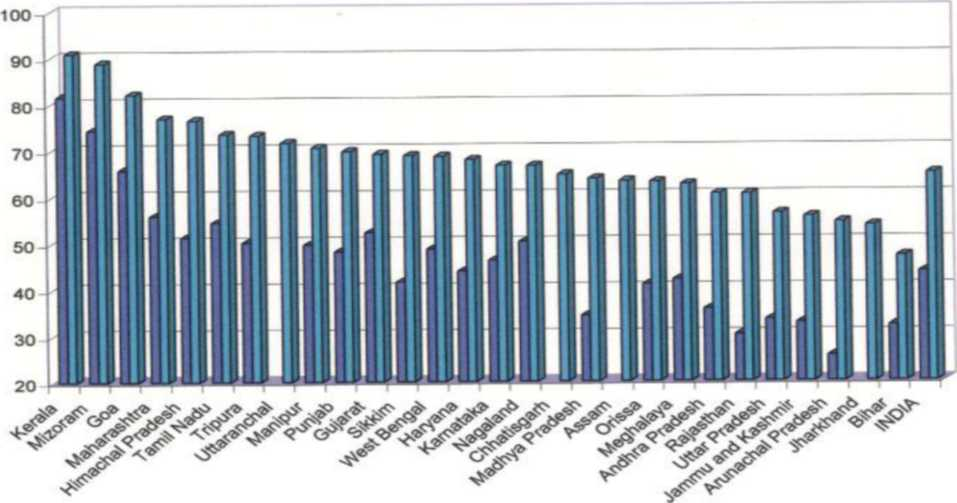 100
90
80
70
60
50
40
30
20
Kerala
Mizoram
Goa
Maharashtra
Himachal Pradesh
Tamil Nadu
Tripura
Uttaranchal
Manipur
Punjab
Gujarat
Sikkim
West Bengal
Haryana
Karnataka
Nagaland
Chhatisgarh
Madhya Pradesh
Assam
Orissa
Meghalaya
Andhra Pradesh
Rajasthan
Uttar Pradesh
Jammu and Kashmir
Arunachal Pradesh
Jharkhand
Bihar
INDIA